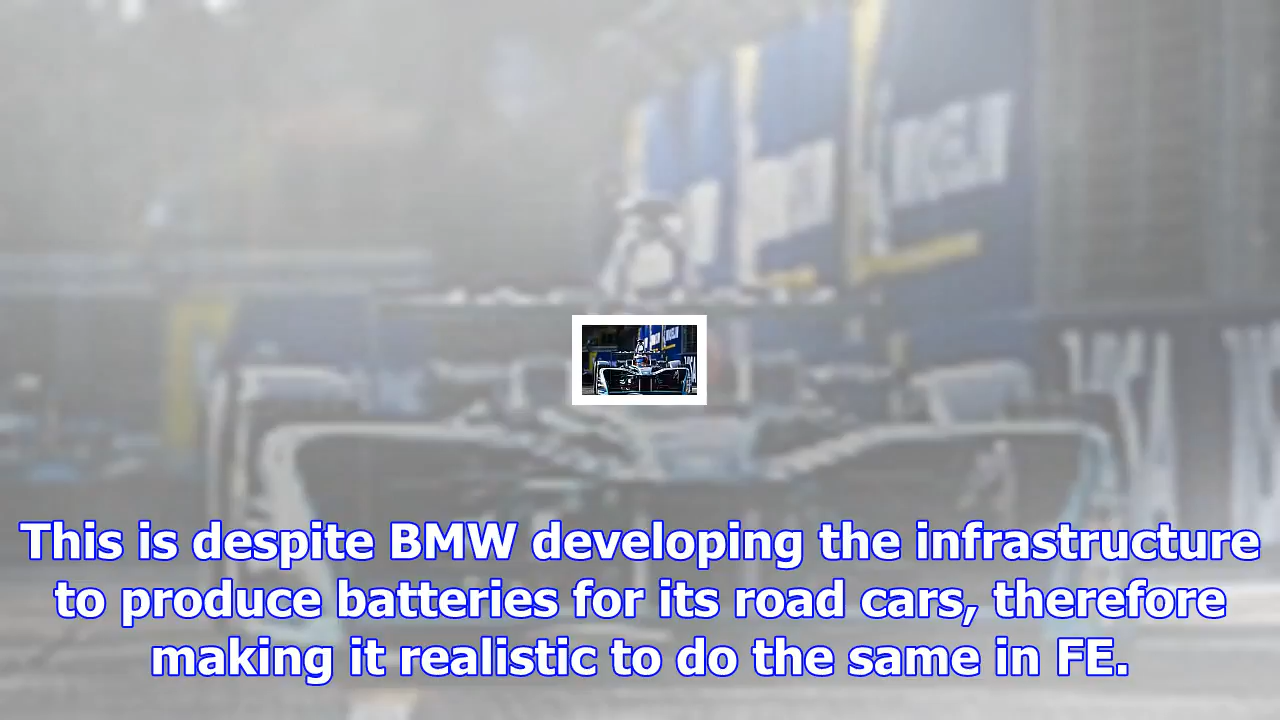 This is despite BMW developing the infrastructure
to produce batteries for its road cars, therefore
making it realistic to do the same in FE.